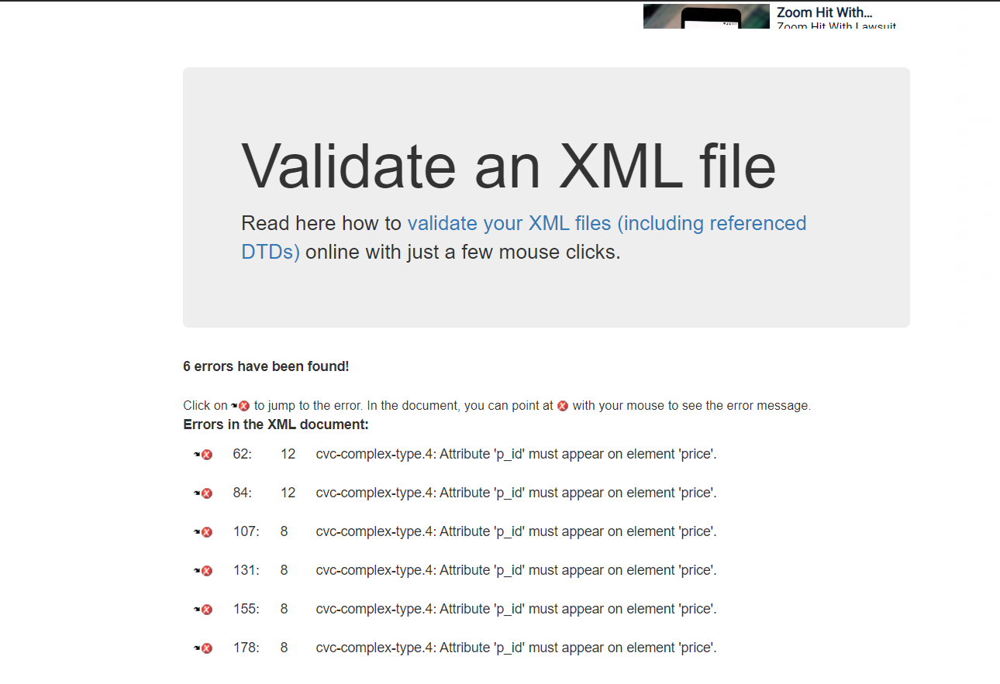 Zoom Hit With...
Zoom Hit With Lawsuit
Validate an XML file
Read here how to validate your XML files (including referenced
DTDs) online with just a few mouse clicks.
6 errors have been found!
Click on to jump to the error. In the document, you can point at with your mouse to see the error message.
Errors in the XML document:
62: 12 cvc-complex-type.4: Attribute 'p_id' must appear on element 'price'.
84: 12 cvc-complex-type.4: Attribute 'p_id' must appear on element 'price'.
107: 8 cvc-complex-type.4: Attribute 'p_id' must appear on element 'price'.
131: 8 cvc-complex-type.4: Attribute 'p_id' must appear on element 'price'.
155: 8 cvc-complex-type.4: Attribute 'p_id' must appear on element 'price'.
178: 8 cvc-complex-type.4: Attribute 'p_id' must appear on element 'price'.